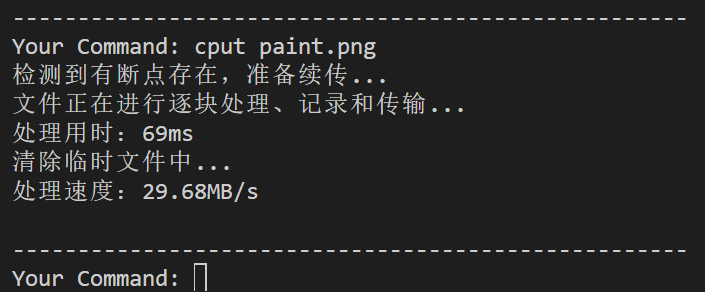 ----------------------------------------------------
Your Command: cput paint.png
检测到有断点存在，准备续传...
文件正在进行逐块处理、记录和传输...
处理用时：69ms
清除临时文件中...
处理速度：29.68MB/s
----------------------------------------------------
Your Command: